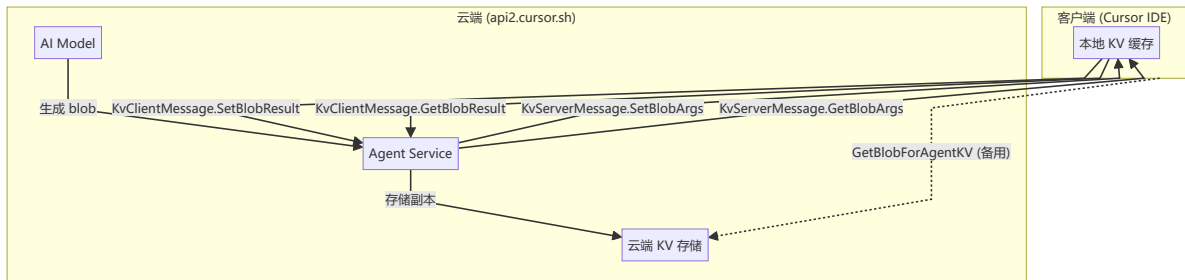 云端 (api2.cursor.sh)
客户端 (Cursor IDE)
AI Model
本地 KV 缓存
生成 blob
KvClientMessage.SetBlobResult
KvClientMessage.GetBlobResult
KvServerMessage.SetBlobArgs
KvServerMessage.GetBlobArgs
Agent Service
GetBlobForAgentKV (备用)
存储副本
云端 KV 存储